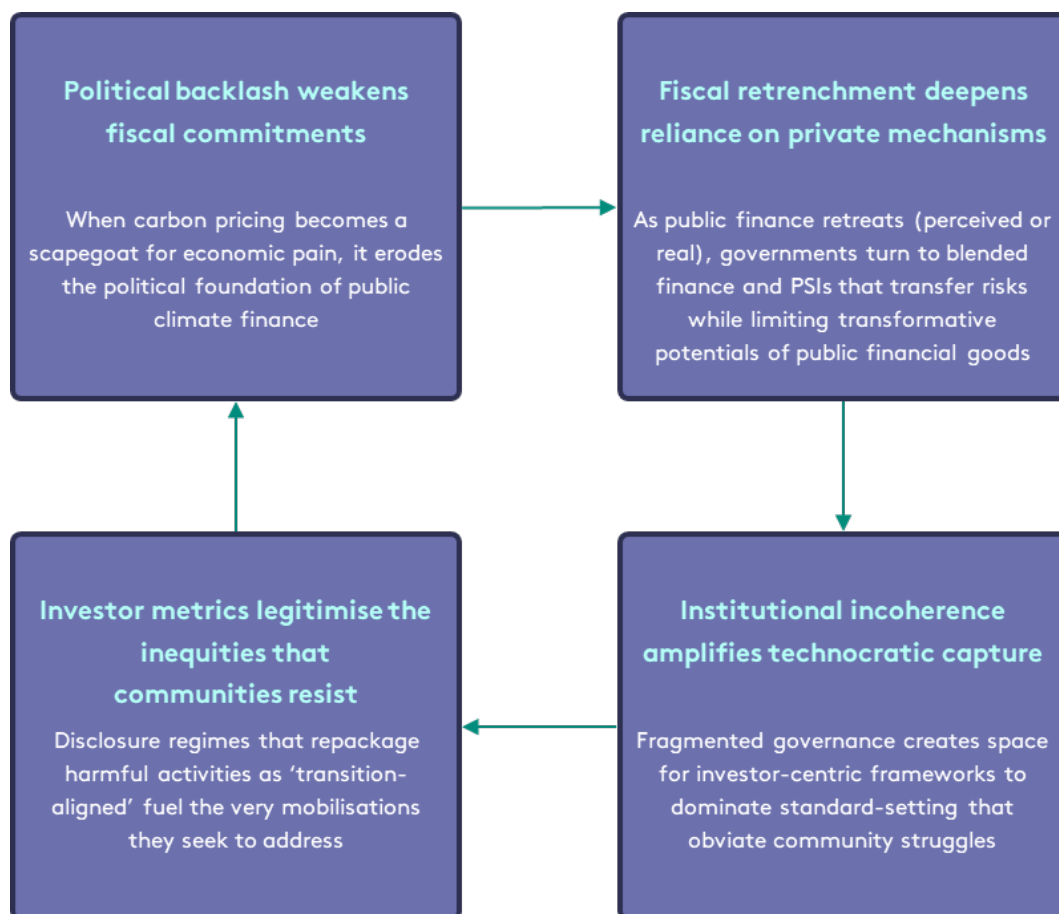 Political backlash weakens
fiscal commitments
When carbon pricing becomes a
scapegoat for economic pain, it erodes
the political foundation of public
climate finance
Fiscal retrenchment deepens
reliance on private mechanisms
As public finance retreats (perceived or
real), governments turn to blended
finance and PSIs that transfer risks
while limiting transformative
potentials of public financial goods
Institutional incoherence
amplifies technocratic capture
Fragmented governance creates space
for investor-centric frameworks to
dominate standard-setting that
obviate community struggles
Investor metrics legitimise the
inequities that
communities resist
Disclosure regimes that repackage
harmful activities as ‘transition-
aligned’ fuel the very mobilisations
they seek to address